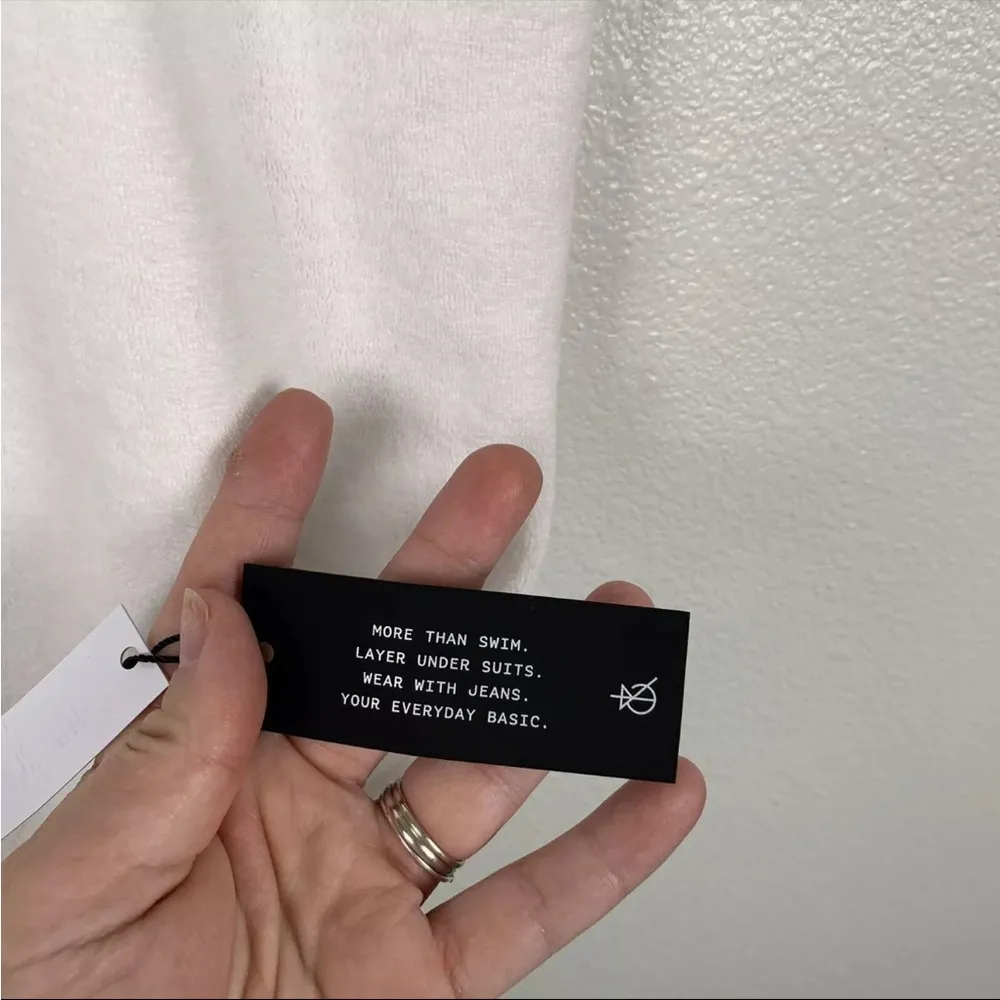 MORE THAN SWIM.
LAYER UNDER SUITS.
WEAR WITH JEANS.
YOUR EVERYDAY BASIC.